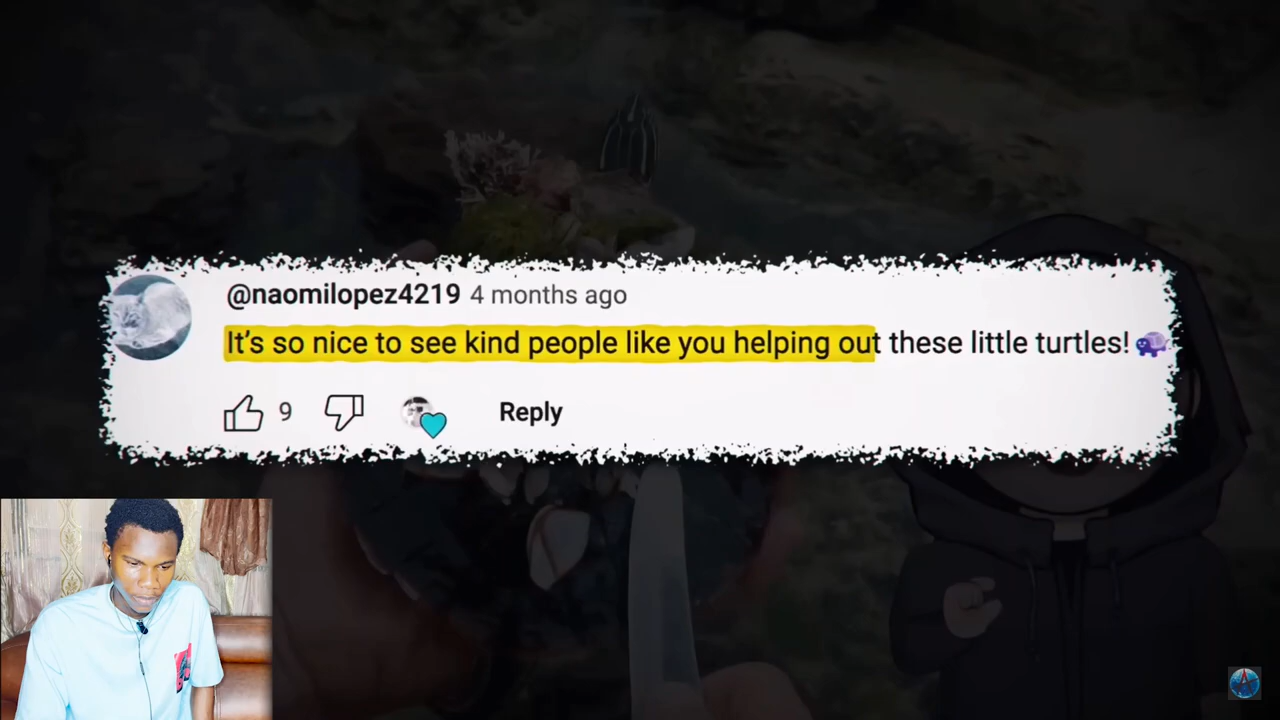 @naomilopez4219 4 months ago
It's so nice to see kind people like you helping out these little turtles!
9
Reply